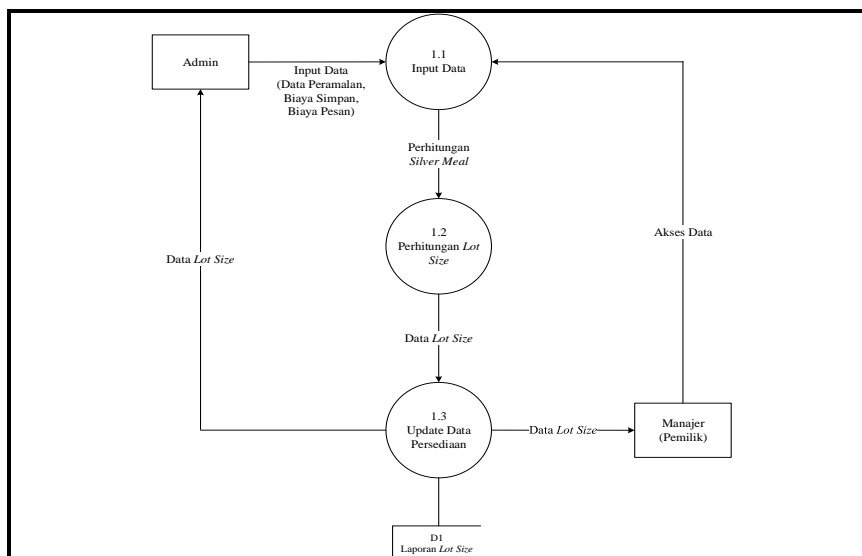 Admin
Input Data
(Data Peramalan,
Biaya Simpan,
Biaya Pesan)
1.1
Input Data
Perhitungan
Silver Meal
1.2
Perhitungan Lot
Size
Akses Data
Data Lot Size
Data Lot Size
1.3
Update Data
Persediaan
Data Lot Size
Manajer
(Pemilik)
D1
Laporan Lot Size